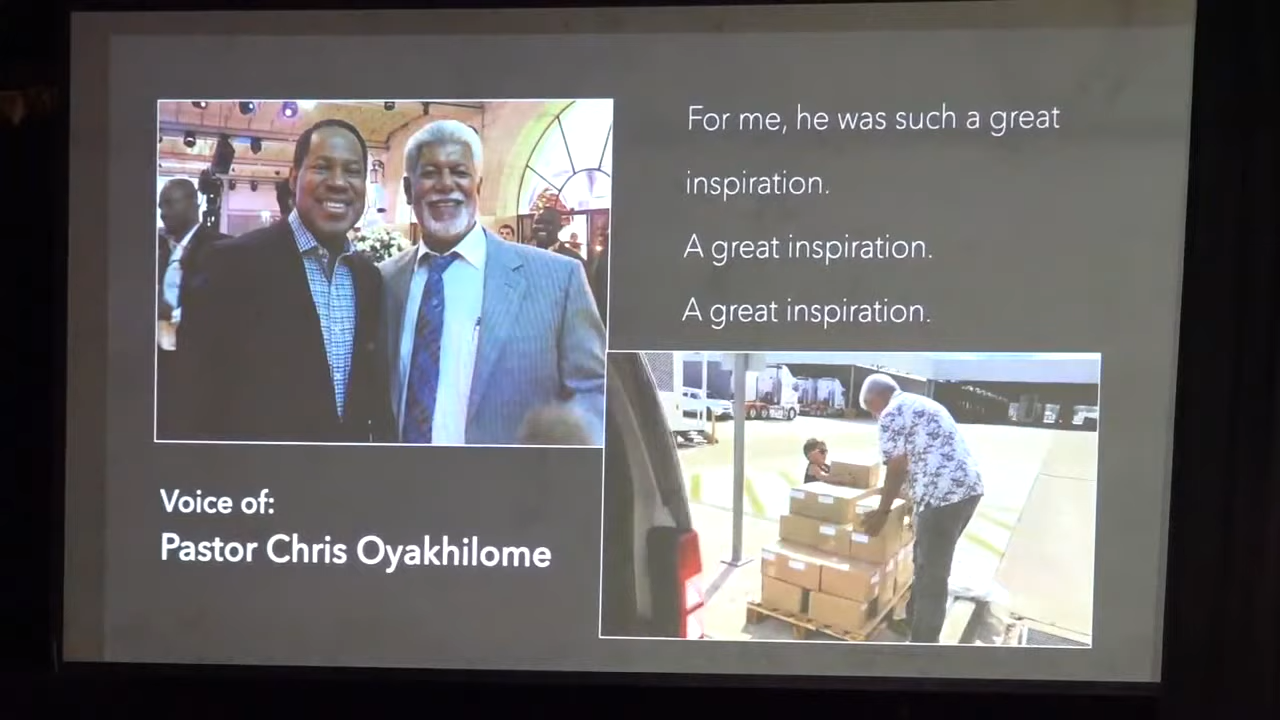 For me, he was such a great
inspiration.
A great inspiration.
A great inspiration.
Voice of:
Pastor Chris Oyakhilome